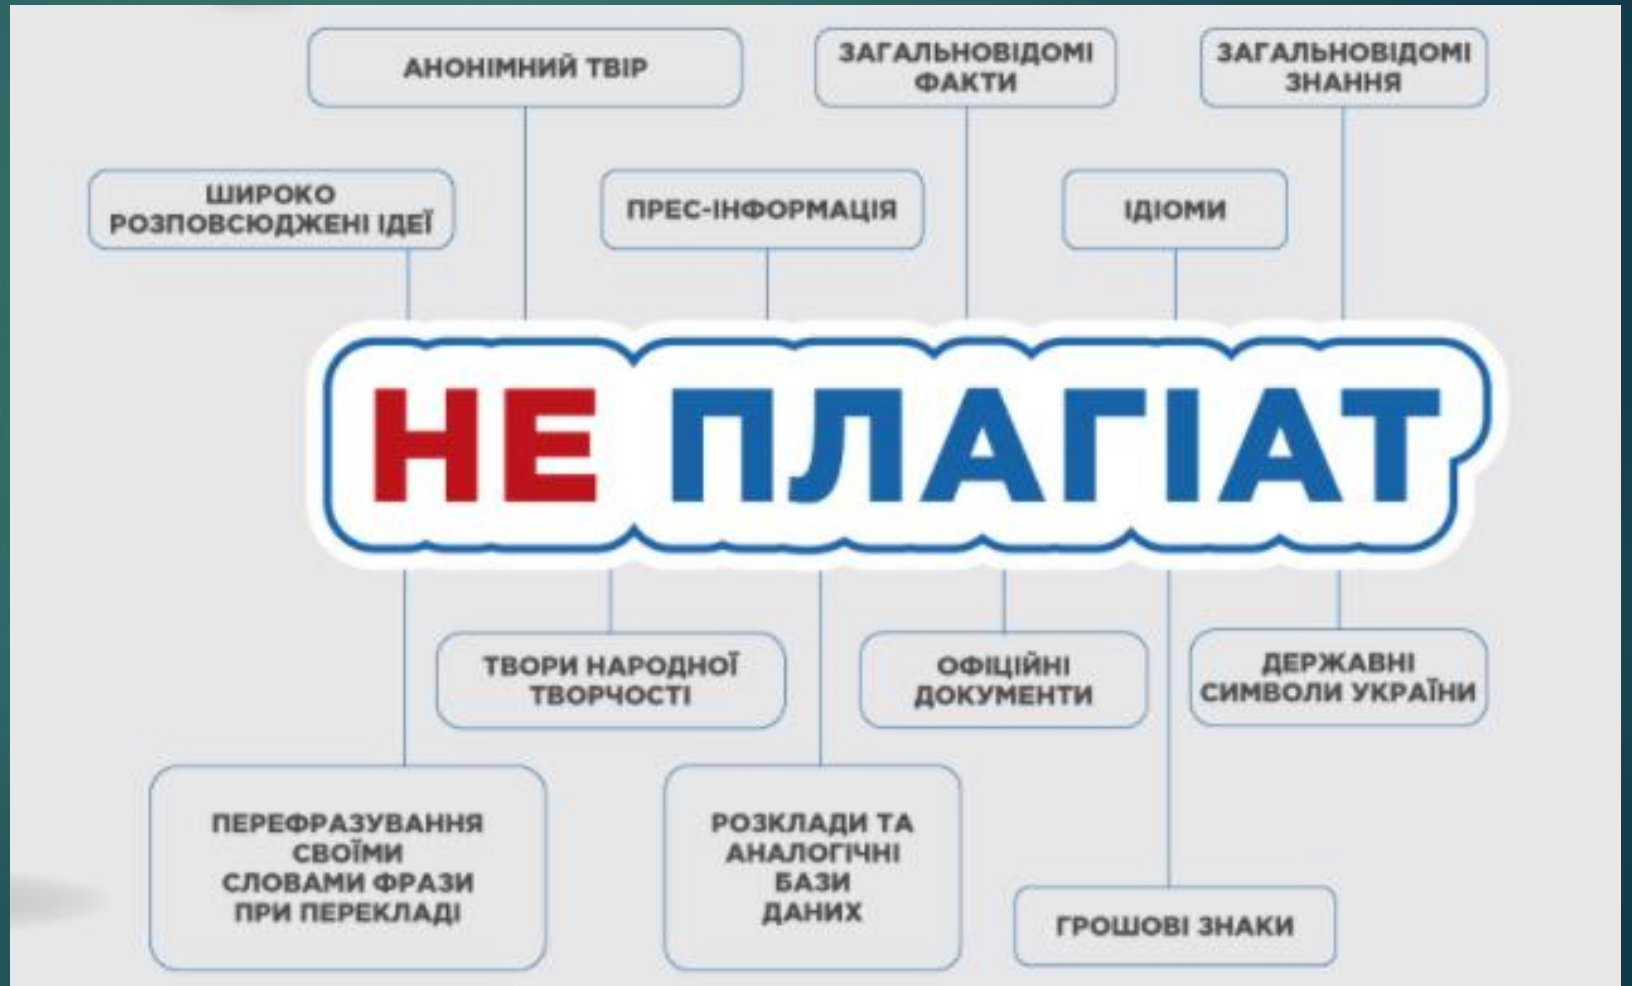 АНОНІМНИЙ ТВІР
ЗАГАЛЬНОВІДОМІ
ФАКТИ
ЗАГАЛЬНОВІДОМІ
ЗНАННЯ
ШИРОКО
РОЗПОВСЮДЖЕНІ ІДЕЇ
ПРЕС-ІНФОРМАЦІЯ
ІДІОМИ
НЕ ПЛАГІАТ
ТВОРИ НАРОДНОЇ
ТВОРЧОСТІ
ОФІЦІЙНІ
ДОКУМЕНТИ
ДЕРЖАВНІ
СИМВОЛИ УКРАЇНИ
ПЕРЕФРАЗУВАННЯ
СВОЇМИ
СЛОВАМИ ФРАЗИ
ПРИ ПЕРЕКЛАДІ
РОЗКЛАДИ ТА
АНАЛОГІЧНІ
БАЗИ
ДАНИХ
ГРОШОВІ ЗНАКИ